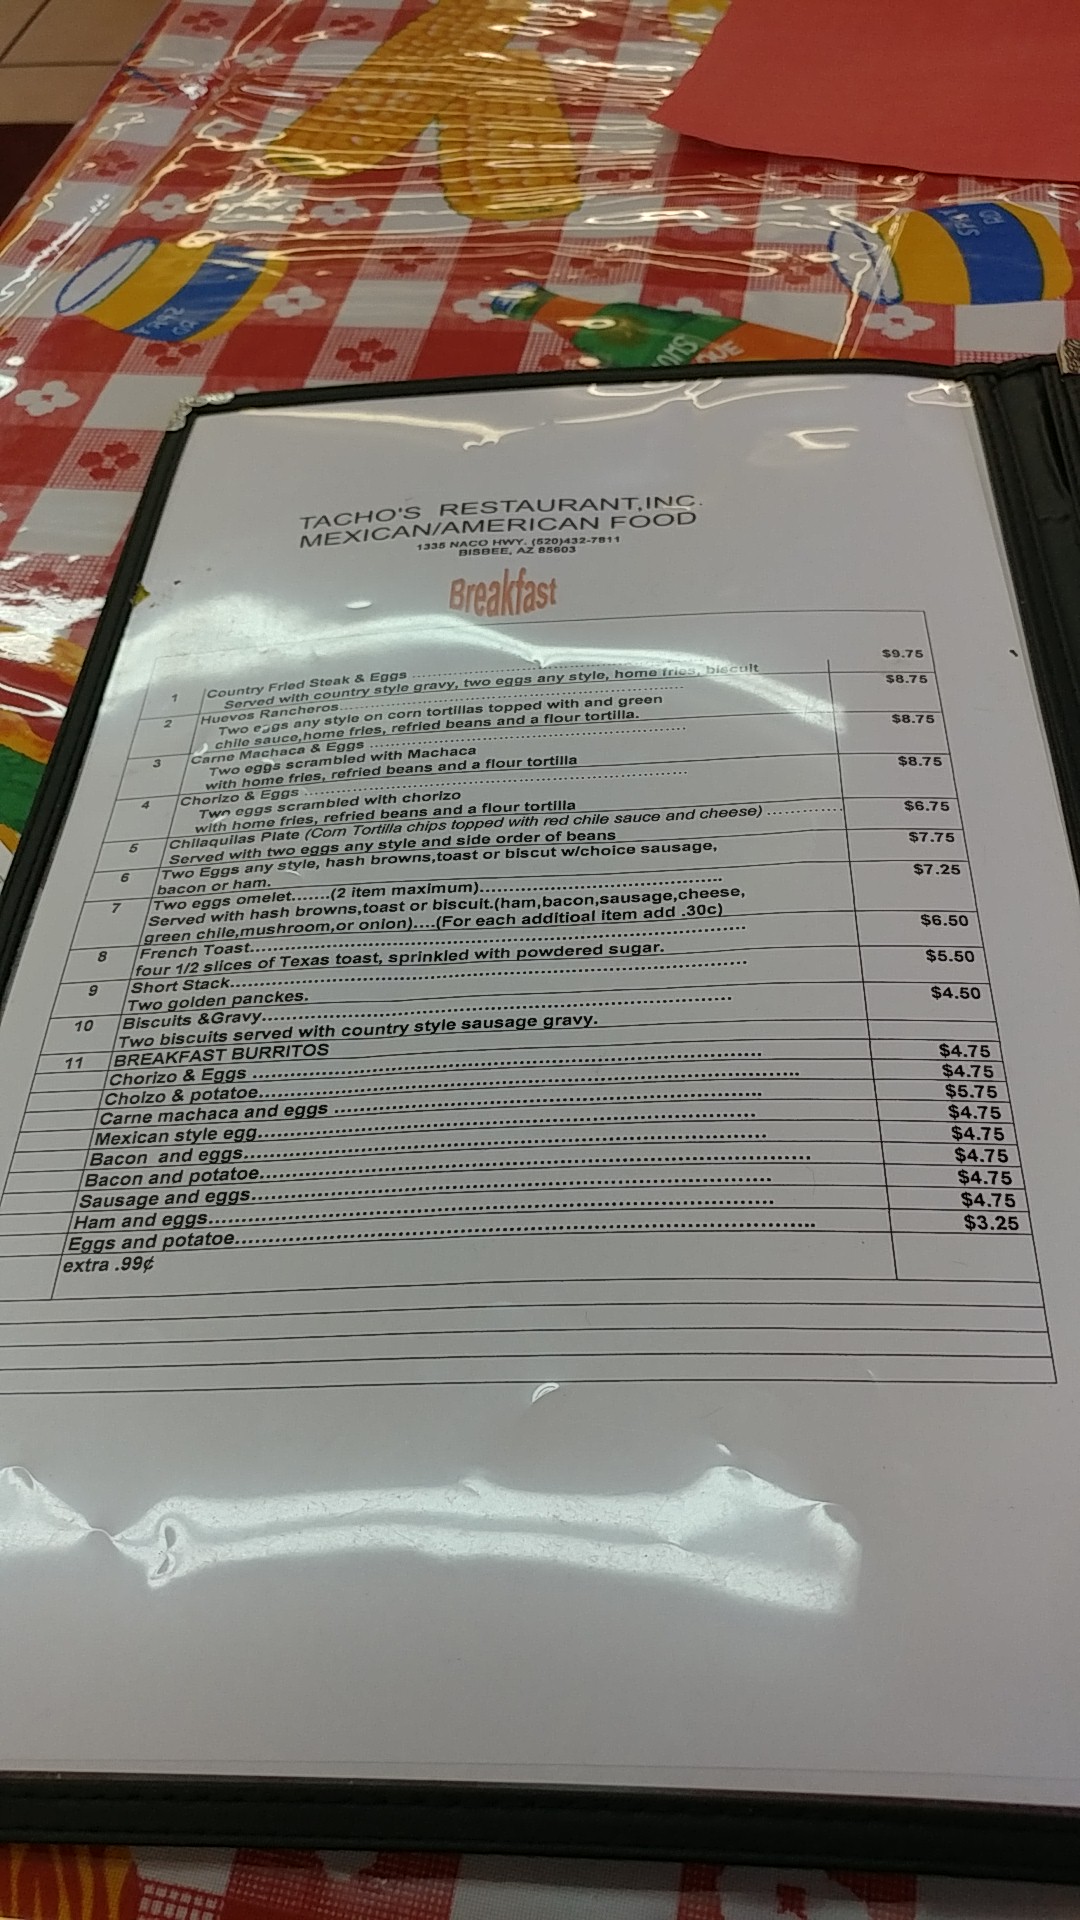 TACHO'S RESTAURANT,INC.
MEXICAN/AMERICAN FOOD
1335 NACO HWY. (520)432-7811
BISBEE, AZ 85603
Breakfast
1 Country Fried Steak & Eggs .......................... $9.75
Served with country style gravy, two eggs any style, home fries, biscuit
2 Huevos Rancheros.......................... $8.75
Two eggs any style on corn tortillas topped with and green
chile sauce,home fries, refried beans and a flour tortilla.
3 Carne Machaca & Eggs .......................... $8.75
Two eggs scrambled with Machaca
with home fries, refried beans and a flour tortilla
4 Chorizo & Eggs .......................... $8.75
Two eggs scrambled with chorizo
with home fries, refried beans and a flour tortilla
5 Chilaquilas Plate (Corn Tortilla chips topped with red chile sauce and cheese) ............ $6.75
Served with two eggs any style and side order of beans
6 Two Eggs any style, hash browns,toast or biscut w/choice sausage, $7.75
bacon or ham.
7 Two eggs omelet.......(2 item maximum).......................... $7.25
Served with hash browns,toast or biscuit.(ham,bacon,sausage,cheese,
green chile,mushroom,or onion)....(For each additioal item add .30c)
8 French Toast.......................... $6.50
four 1/2 slices of Texas toast, sprinkled with powdered sugar.
9 Short Stack.......................... $5.50
Two golden panckes.
10 Biscuits &Gravy.......................... $4.50
Two biscuits served with country style sausage gravy.
11 BREAKFAST BURRITOS
Chorizo & Eggs .......................... $4.75
Cholzo & potatoe.......................... $4.75
Carne machaca and eggs .......................... $5.75
Mexican style egg.......................... $4.75
Bacon and eggs.......................... $4.75
Bacon and potatoe.......................... $4.75
Sausage and eggs.......................... $4.75
Ham and eggs.......................... $4.75
Eggs and potatoe.......................... $3.25
extra .99¢